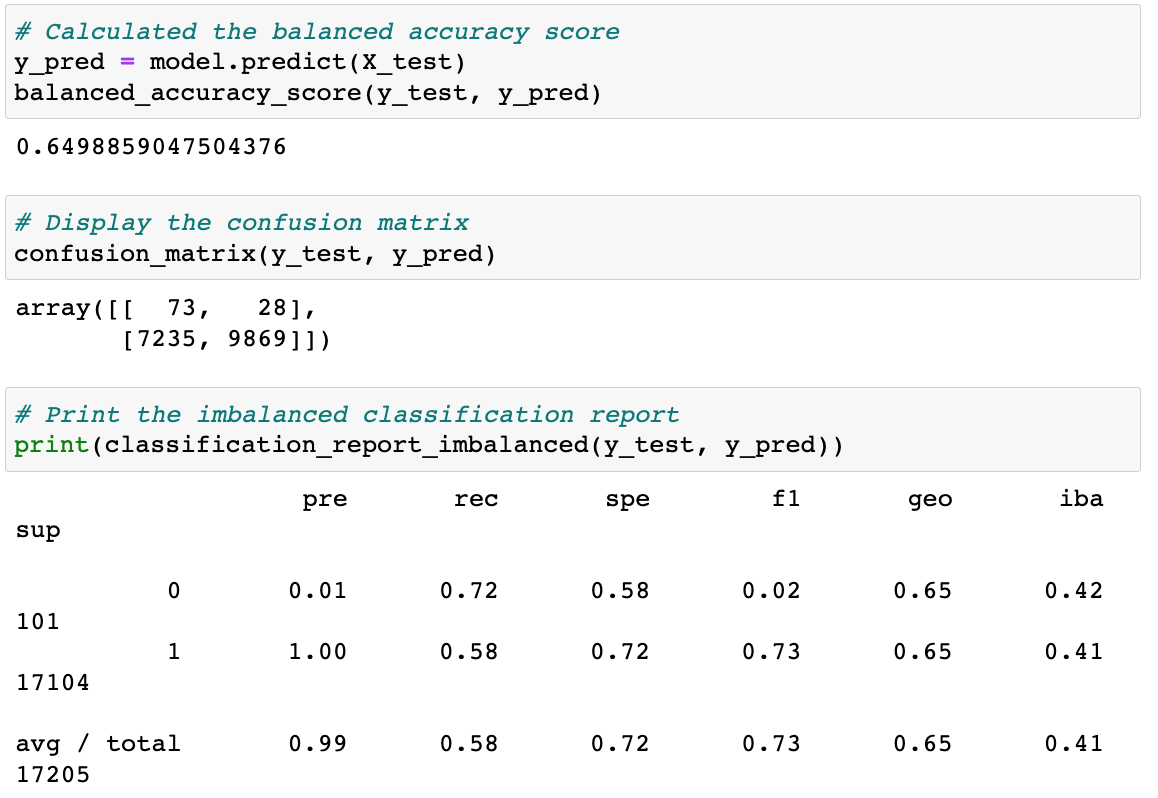 # Calculated the balanced accuracy score
y_pred = model.predict(X_test)
balanced_accuracy_score(y_test, y_pred)
0.6498859047504376
# Display the confusion matrix
confusion_matrix(y_test, y_pred)
array([[  73,   28],
       [7235, 9869]])
# Print the imbalanced classification report
print(classification_report_imbalanced(y_test, y_pred))
                   pre       rec       spe        f1       geo       iba
sup
          0       0.01      0.72      0.58      0.02      0.65      0.42
101
          1       1.00      0.58      0.72      0.73      0.65      0.41
17104
avg / total       0.99      0.58      0.72      0.73      0.65      0.41
17205